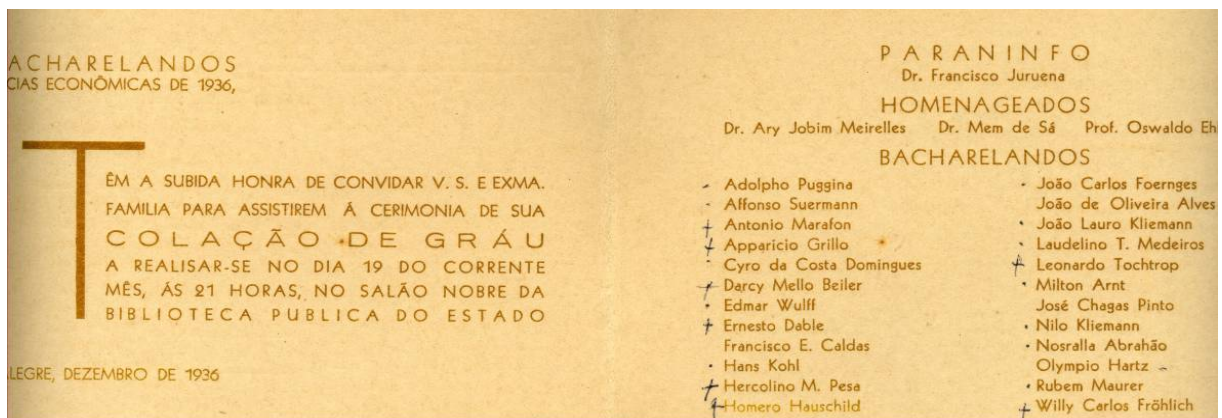 ACHARELANDOS
CIAS ECONÔMICAS DE 1936,
TÊM A SUBIDA HONRA DE CONVIDAR V. S. E EXMA.
FAMILIA PARA ASSISTIREM Á CERIMONIA DE SUA
COLAÇÃO DE GRÁU
A REALISAR-SE NO DIA 19 DO CORRENTE
MÊS, ÁS 21 HORAS, NO SALÃO NOBRE DA
BIBLIOTECA PUBLICA DO ESTADO
LEGRE, DEZEMBRO DE 1936
PARANINFO
Dr. Francisco Juruena
HOMENAGEADOS
Dr. Ary Jobim Meirelles Dr. Mem de Sá Prof. Oswaldo Eh
BACHARELANDOS
Adolpho Puggina
Affonso Suermann
Antonio Marafon
Apparicio Grillo
Cyro da Costa Domingues
Darcy Mello Beiler
Edmar Wulff
Ernesto Dable
Francisco E. Caldas
Hans Kohl
Hercolino M. Pesa
Homero Hauschild
João Carlos Foernges
João de Oliveira Alves
João Lauro Kliemann
Laudelino T. Medeiros
Leonardo Tochtrop
Milton Arnt
José Chagas Pinto
Nilo Kliemann
Nosralla Abrahão
Olympio Hartz
Rubem Maurer
Willy Carlos Fröhlich